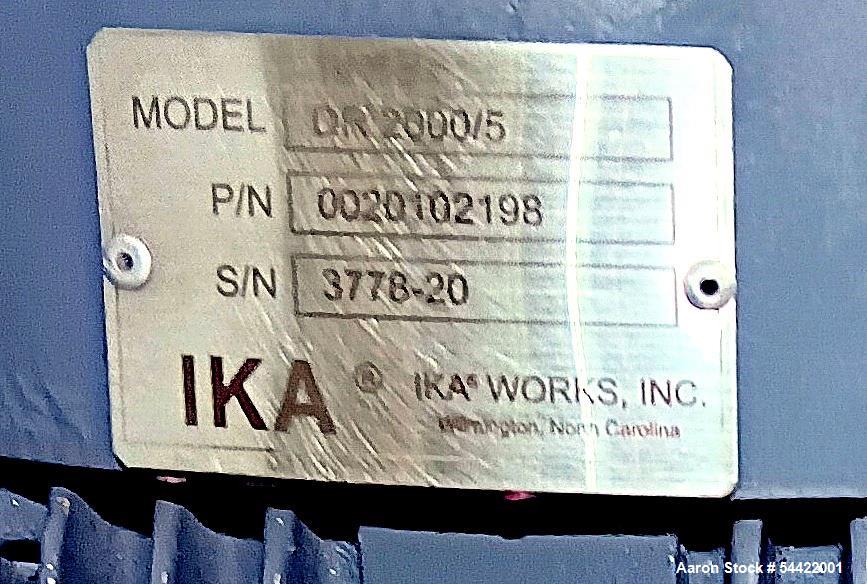 MODEL DR 2000/5
P/N 0020102198
S/N 3778-20
IKA ® IKA® WORKS, INC.
Wilmington, North Carolina
Aaron Stock # 54422001